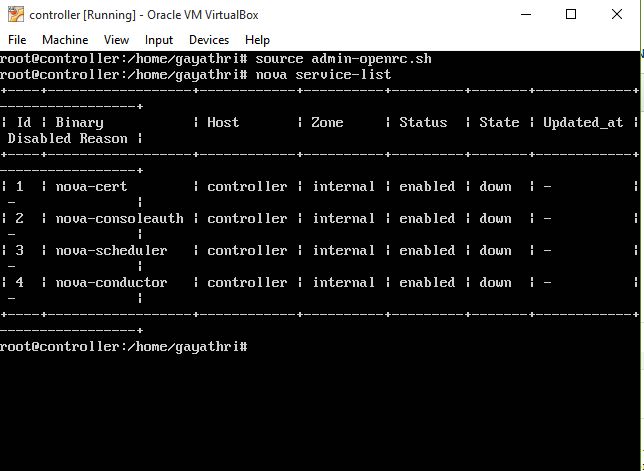 controller [Running] - Oracle VM VirtualBox
File Machine View Input Devices Help
root@controller:/home/gayathri# source admin-openrc.sh
root@controller:/home/gayathri# nova service-list
+----+------------------+------------+----------+---------+-------+------------+
-----------------+
| Id | Binary           | Host       | Zone     | Status  | State | Updated_at |
 Disabled Reason |
+----+------------------+------------+----------+---------+-------+------------+
-----------------+
| 1  | nova-cert        | controller | internal | enabled | down  | -          |
 -               |
| 2  | nova-consoleauth | controller | internal | enabled | down  | -          |
 -               |
| 3  | nova-scheduler   | controller | internal | enabled | down  | -          |
 -               |
| 4  | nova-conductor   | controller | internal | enabled | down  | -          |
 -               |
+----+------------------+------------+----------+---------+-------+------------+
-----------------+
root@controller:/home/gayathri#